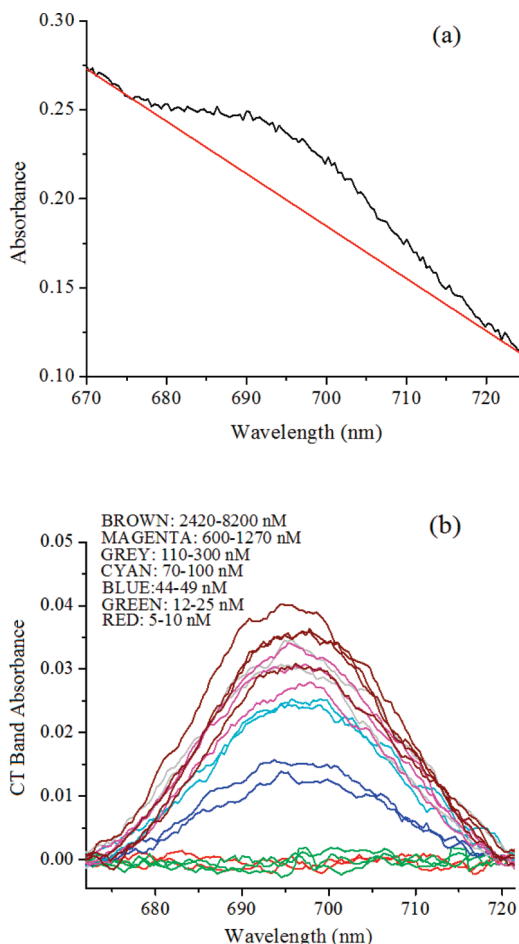 (a)
0.30
0.25
0.20
0.15
0.10
Absorbance
670 680 690 700 710 720
Wavelength (nm)
(b)
BROWN: 2420-8200 nM
MAGENTA: 600-1270 nM
GREY: 110-300 nM
CYAN: 70-100 nM
BLUE:44-49 nM
GREEN: 12-25 nM
RED: 5-10 nM
0.05
0.04
0.03
0.02
0.01
0.00
CT Band Absorbance
680 690 700 710 720
Wavelength (nm)